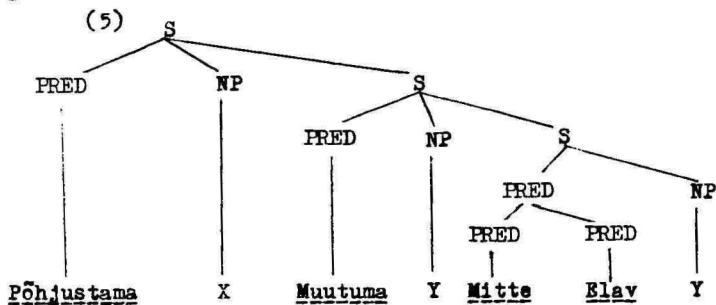 (5)
S
PRED NP S
PRED NP S
PRED NP
PRED PRED
Põhjustama X Muutuma Y Mitte Elav Y